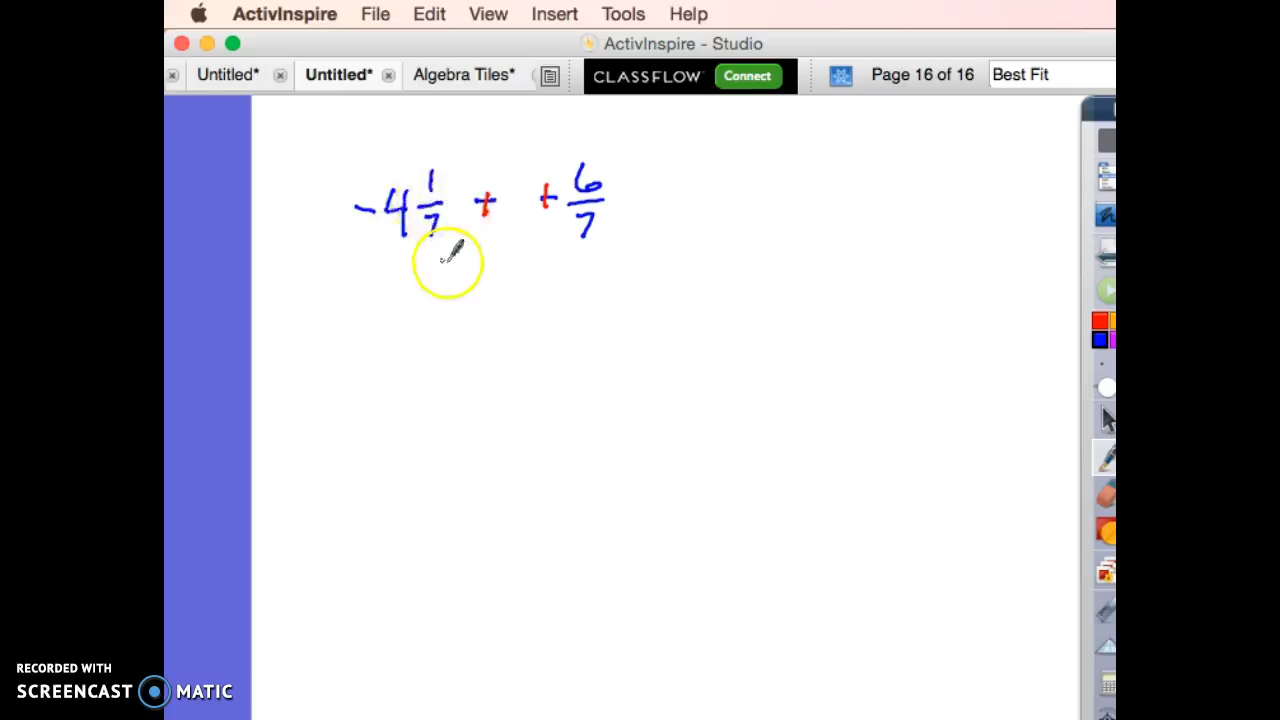 ActivInspire File Edit View Insert Tools Help
ActivInspire - Studio
Untitled* Untitled* Algebra Tiles* CLASSFLOW Connect Page 16 of 16 Best Fit
-4 1/7 + +6/7
RECORDED WITH
SCREENCAST MATIC